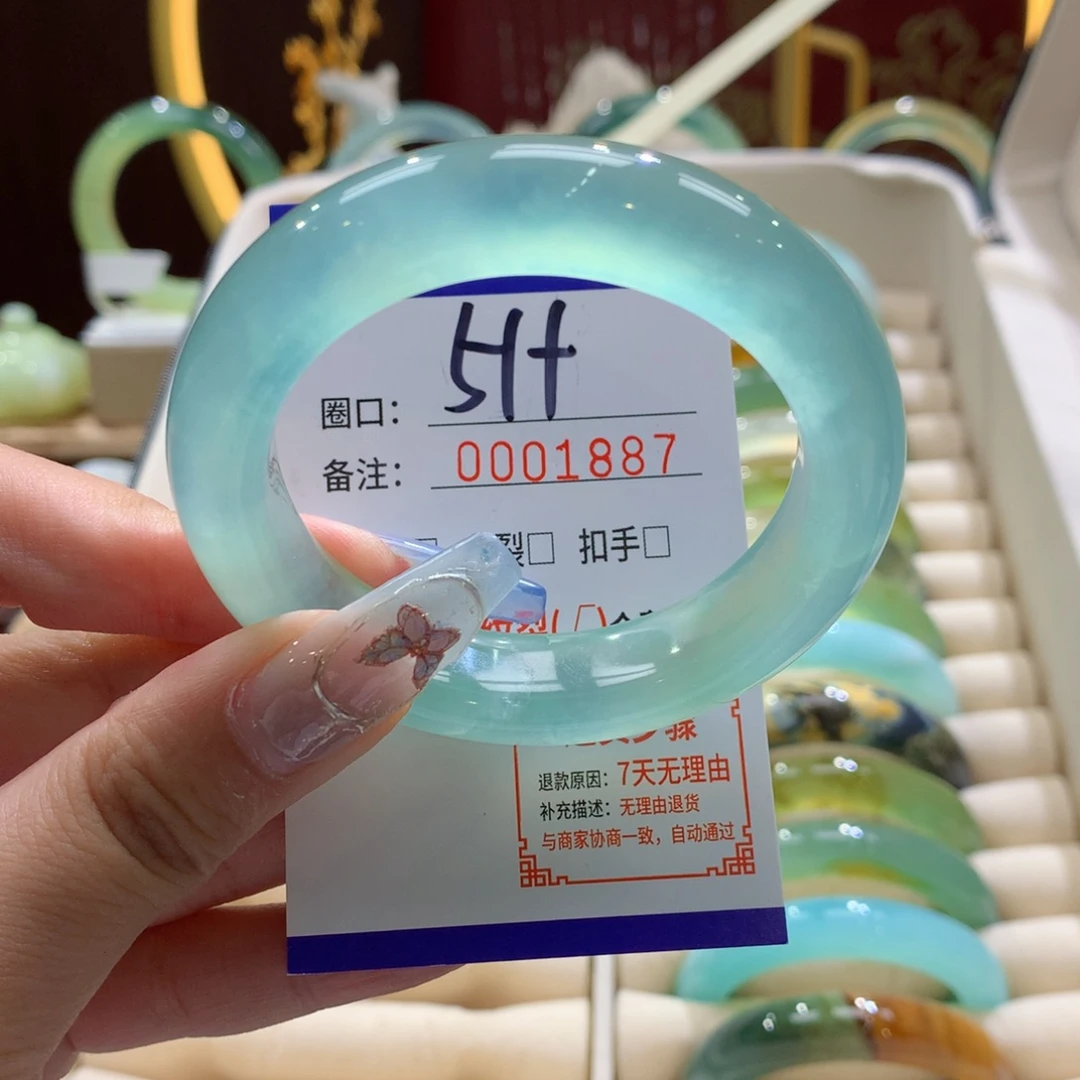 圈口: 54+
备注: 0001887
裂□ 扣手□
退款原因: 7天无理由
补充描述: 无理由退货
与商家协商一致, 自动通过